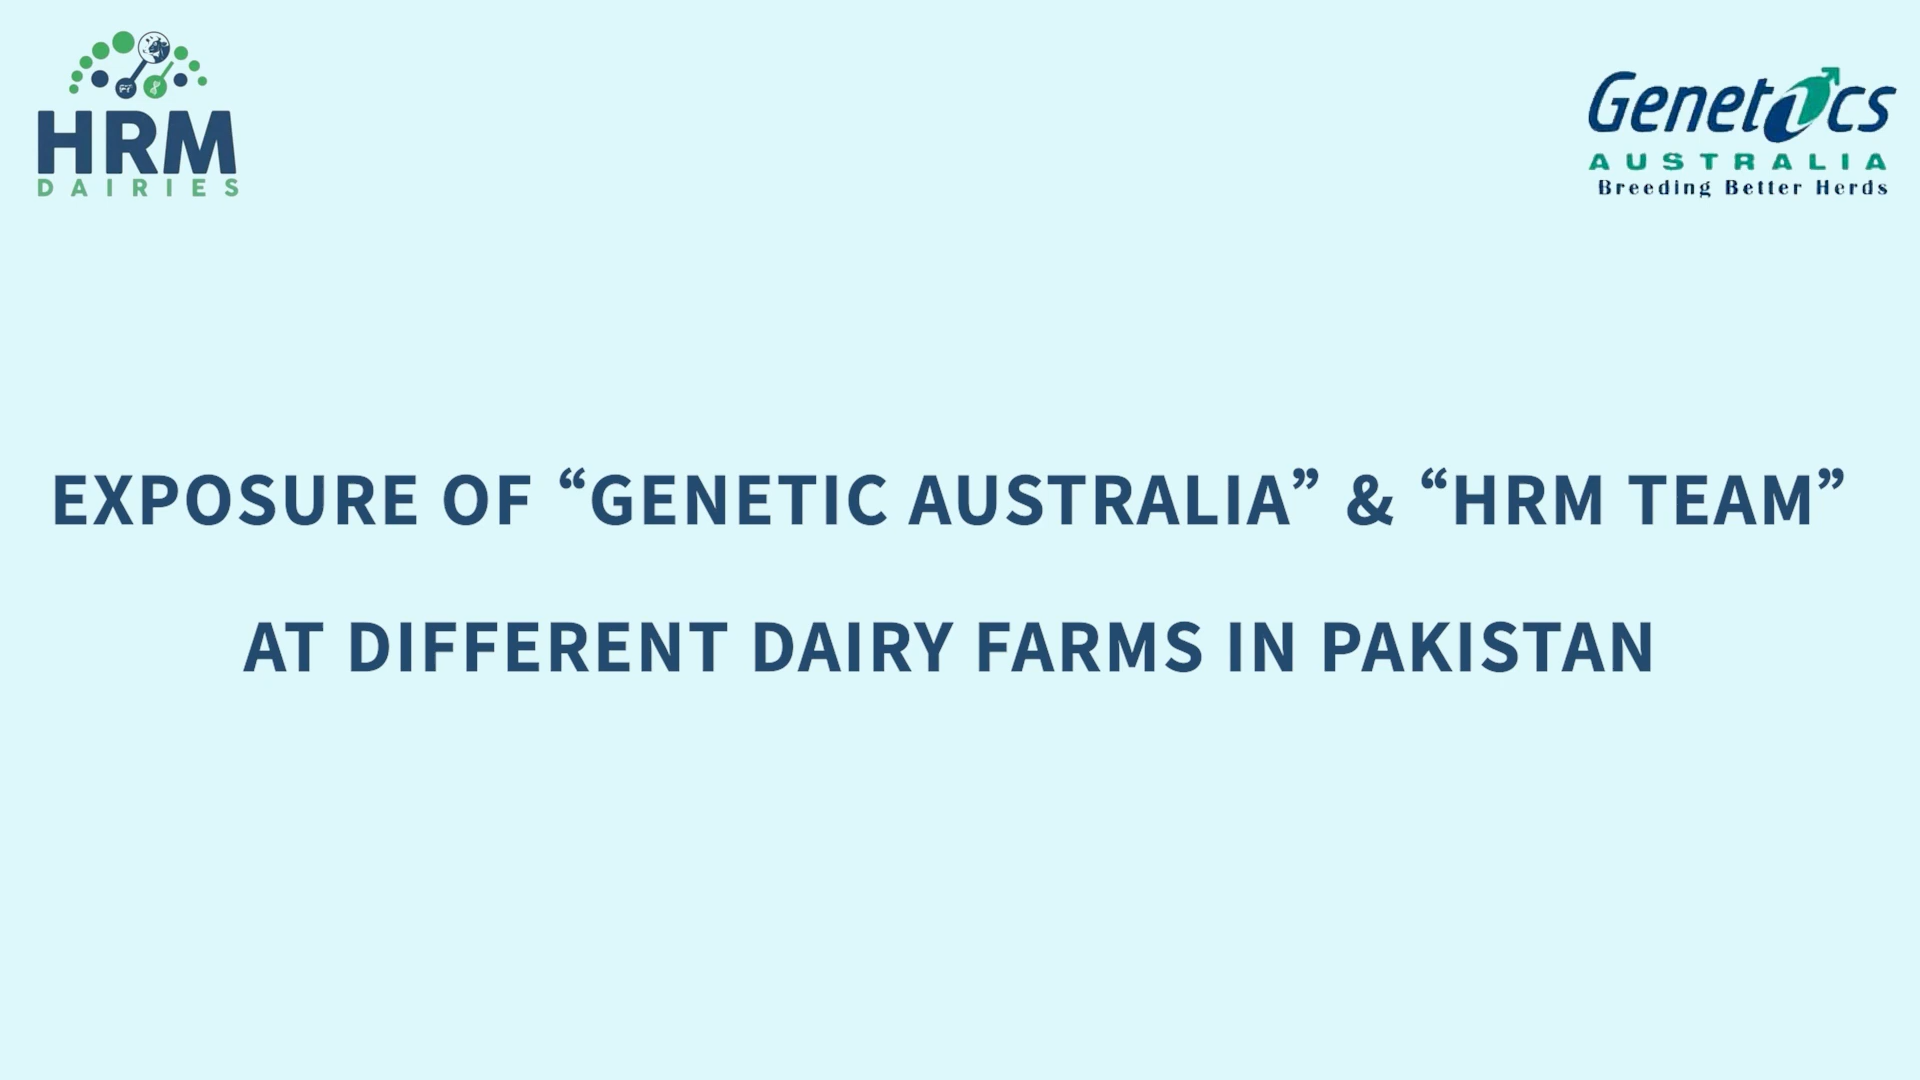 HRM
DAIRIES
Genetics
AUSTRALIA
Breeding Better Herds
EXPOSURE OF “GENETIC AUSTRALIA” & “HRM TEAM”
AT DIFFERENT DAIRY FARMS IN PAKISTAN